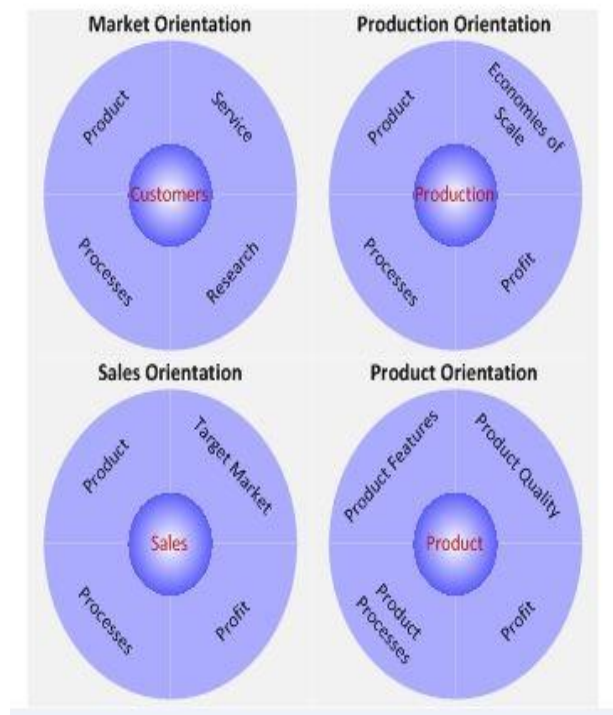 Market Orientation
Product
Service
Customers
Processes
Research
Production Orientation
Product
Economies of
Scale
Production
Processes
Profit
Sales Orientation
Product
Target Market
Sales
Processes
Profit
Product Orientation
Product Features
Product Quality
Product
Product
Processes
Profit